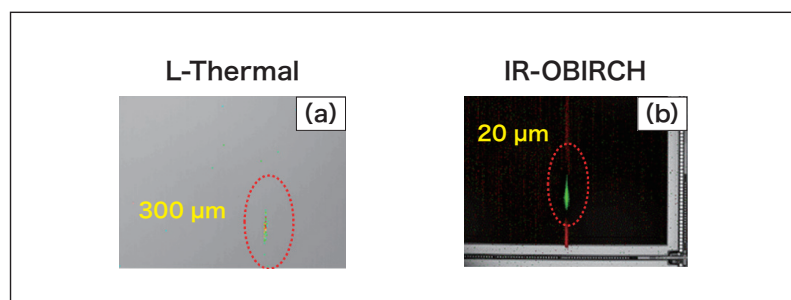 L-Thermal
IR-OBIRCH
(a)
(b)
300 µm
20 µm